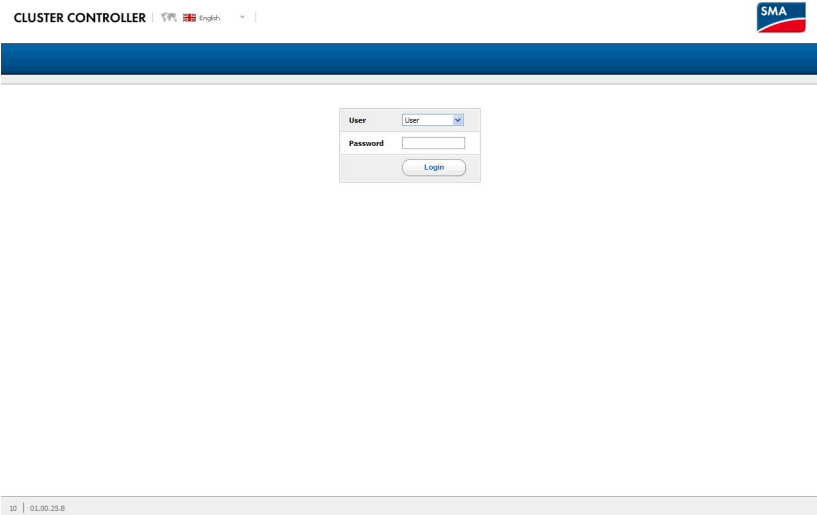 CLUSTER CONTROLLER | English |
SMA
User User
Password
Login
10 | 01.00.25.B